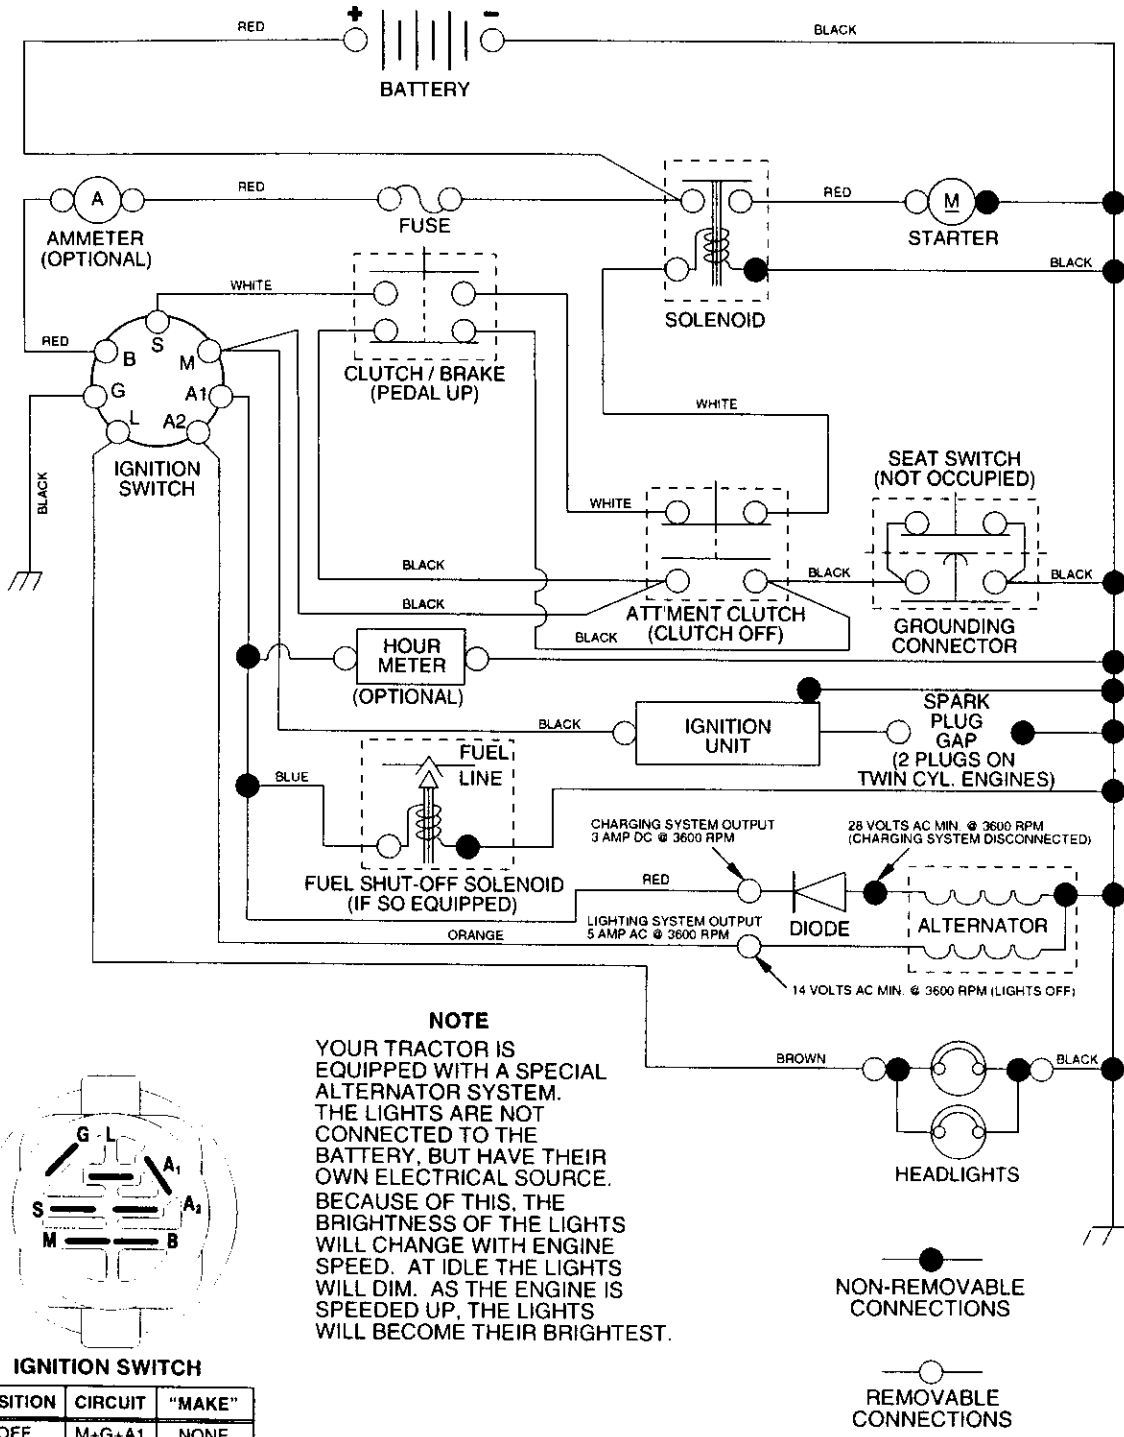 + -
RED
BLACK
BATTERY
RED
RED
A
M
FUSE
STARTER
AMMETER
(OPTIONAL)
BLACK
WHITE
SOLENOID
S
RED
B
M
CLUTCH / BRAKE
(PEDAL UP)
G
A1
L
A2
WHITE
IGNITION
SWITCH
BLACK
SEAT SWITCH
(NOT OCCUPIED)
WHITE
BLACK
BLACK
BLACK
BLACK
ATT'MENT CLUTCH
(CLUTCH OFF)
GROUNDING
CONNECTOR
BLACK
HOUR
METER
(OPTIONAL)
BLACK
IGNITION
UNIT
SPARK
PLUG
GAP
(2 PLUGS ON
TWIN CYL. ENGINES)
FUEL
LINE
BLUE
CHARGING SYSTEM OUTPUT
3 AMP DC @ 3600 RPM
28 VOLTS AC MIN. @ 3600 RPM
(CHARGING SYSTEM DISCONNECTED)
FUEL SHUT-OFF SOLENOID
(IF SO EQUIPPED)
RED
LIGHTING SYSTEM OUTPUT
5 AMP AC @ 3600 RPM
DIODE
ALTERNATOR
ORANGE
14 VOLTS AC MIN. @ 3600 RPM (LIGHTS OFF)
NOTE
YOUR TRACTOR IS
EQUIPPED WITH A SPECIAL
ALTERNATOR SYSTEM.
THE LIGHTS ARE NOT
CONNECTED TO THE
BATTERY, BUT HAVE THEIR
OWN ELECTRICAL SOURCE.
BECAUSE OF THIS, THE
BRIGHTNESS OF THE LIGHTS
WILL CHANGE WITH ENGINE
SPEED. AT IDLE THE LIGHTS
WILL DIM. AS THE ENGINE IS
SPEEDED UP, THE LIGHTS
WILL BECOME THEIR BRIGHTEST.
BROWN
BLACK
HEADLIGHTS
G L
A1
S
A2
M
B
IGNITION SWITCH
SITION CIRCUIT "MAKE"
OFF M+G+A1 NONE
NON-REMOVABLE
CONNECTIONS
REMOVABLE
CONNECTIONS